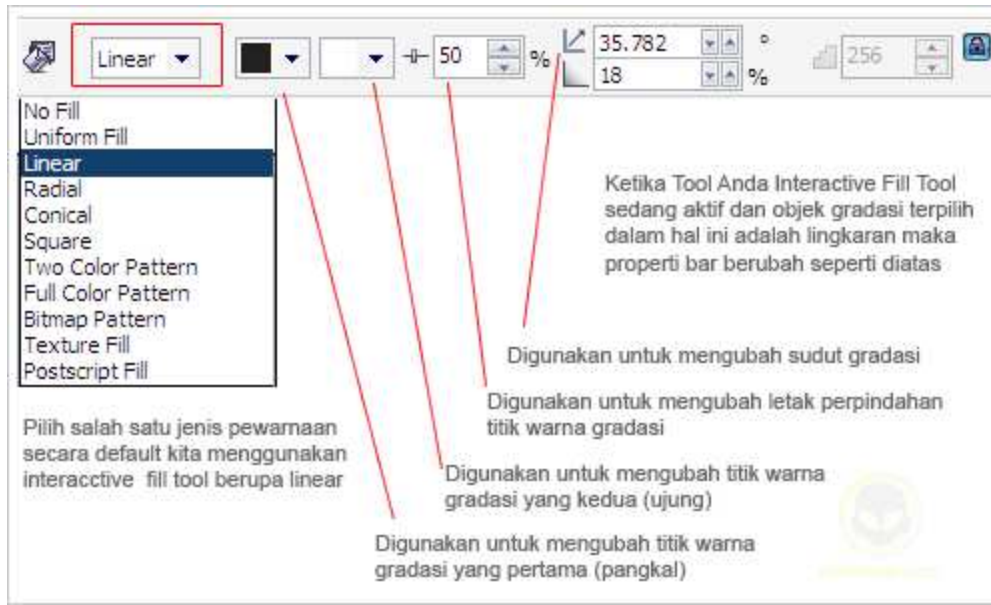 Linear
50
%
35.782
°
18
%
256
No Fill
Uniform Fill
Linear
Radial
Conical
Square
Two Color Pattern
Full Color Pattern
Bitmap Pattern
Texture Fill
Postscript Fill
Ketika Tool Anda Interactive Fill Tool
sedang aktif dan objek gradasi terpilih
dalam hal ini adalah lingkaran maka
properti bar berubah seperti diatas
Digunakan untuk mengubah sudut gradasi
Digunakan untuk mengubah letak perpindahan
titik warna gradasi
Pilih salah satu jenis pewarnaan
secara default kita menggunakan
interacctive fill tool berupa linear
Digunakan untuk mengubah titik warna
gradasi yang kedua (ujung)
Digunakan untuk mengubah titik warna
gradasi yang pertama (pangkal)